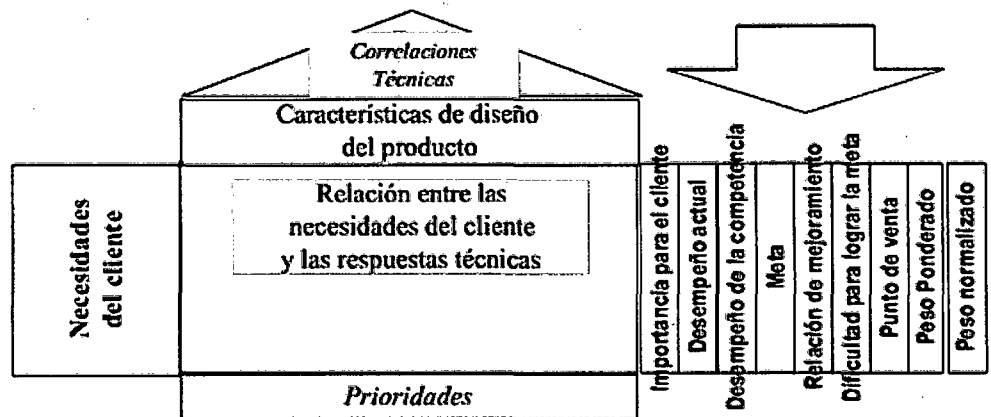 Correlaciones
Técnicas
Características de diseño
del producto
Necesidades
del cliente
Relación entre las
necesidades del cliente
y las respuestas técnicas
Importancia para el cliente
Desempeño actual
Desempeño de la competencia
Meta
Relación de mejoramiento
Dificultad para lograr la meta
Punto de venta
Peso Ponderado
Peso normalizado
Prioridades